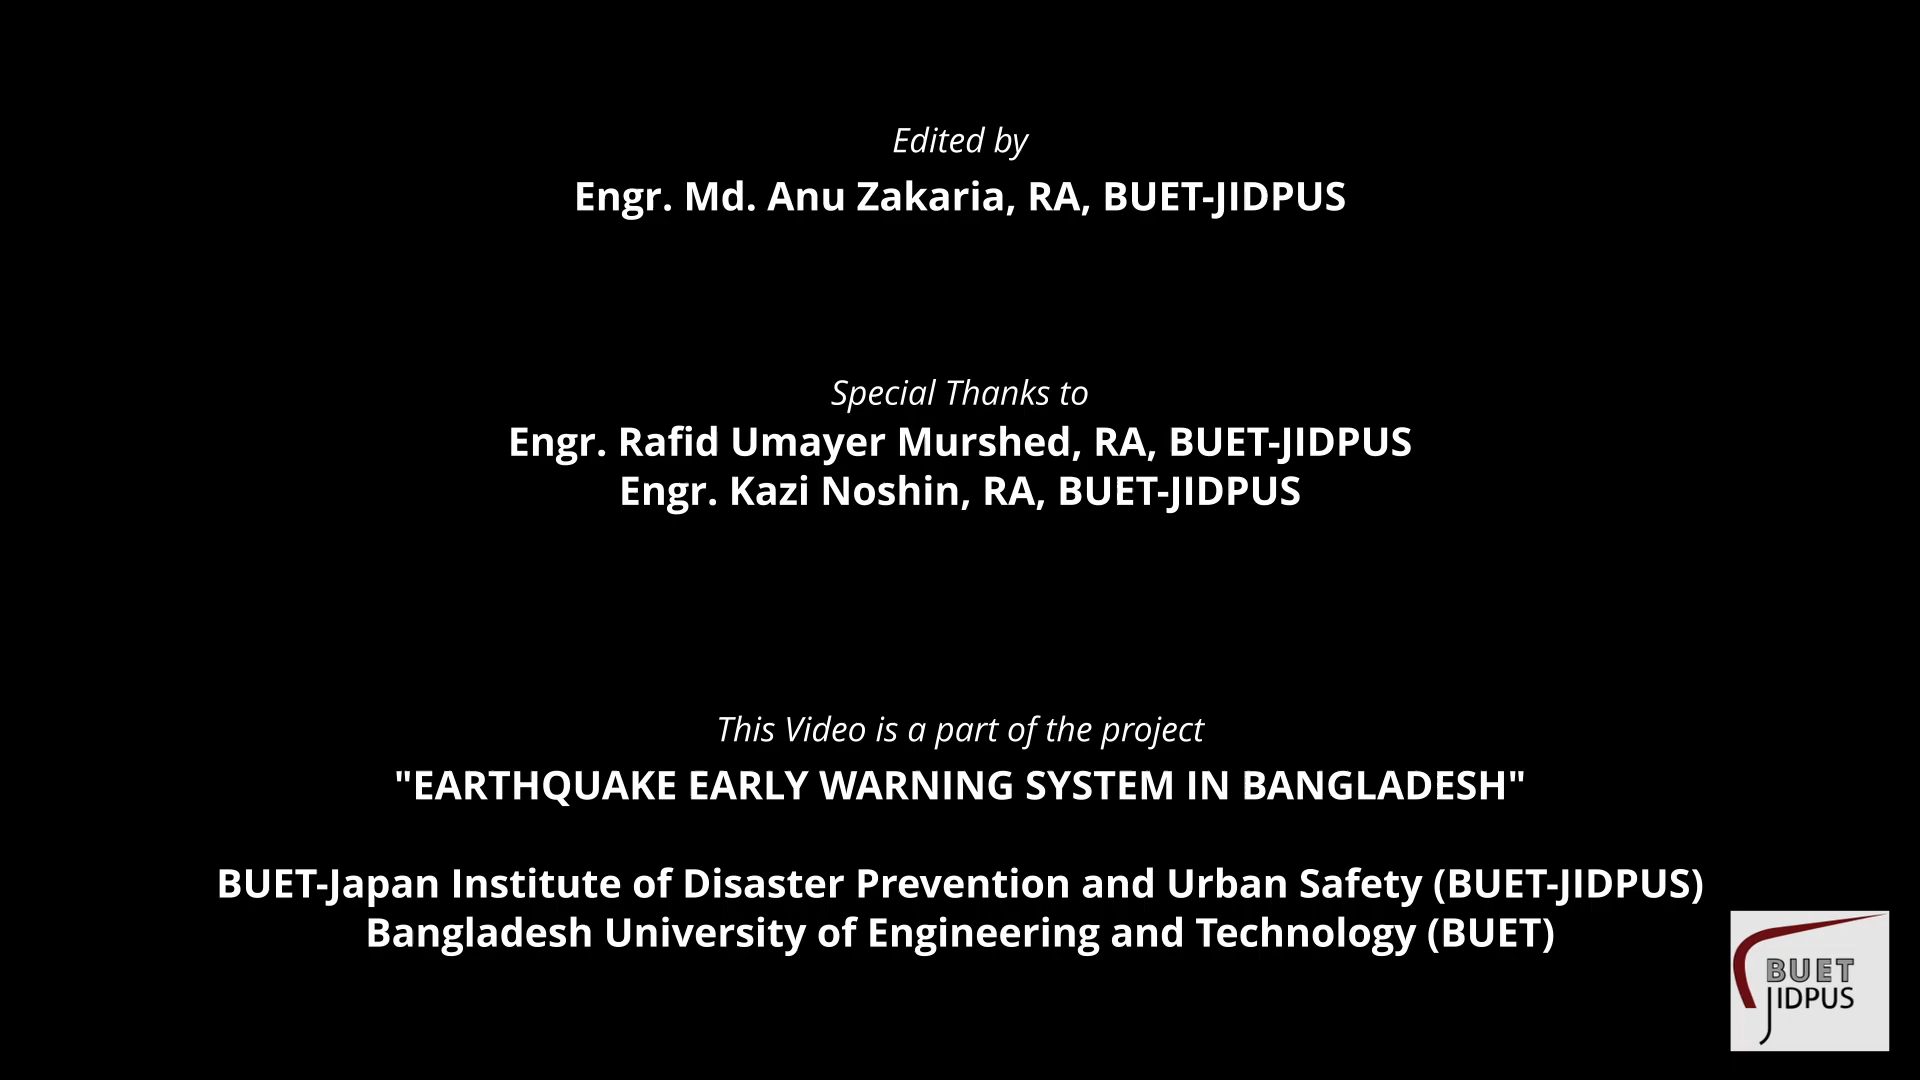 Edited by
Engr. Md. Anu Zakaria, RA, BUET-JIDPUS
Special Thanks to
Engr. Rafid Umayer Murshed, RA, BUET-JIDPUS
Engr. Kazi Noshin, RA, BUET-JIDPUS
This Video is a part of the project
"EARTHQUAKE EARLY WARNING SYSTEM IN BANGLADESH"
BUET-Japan Institute of Disaster Prevention and Urban Safety (BUET-JIDPUS)
Bangladesh University of Engineering and Technology (BUET)
BUET
JIDPUS